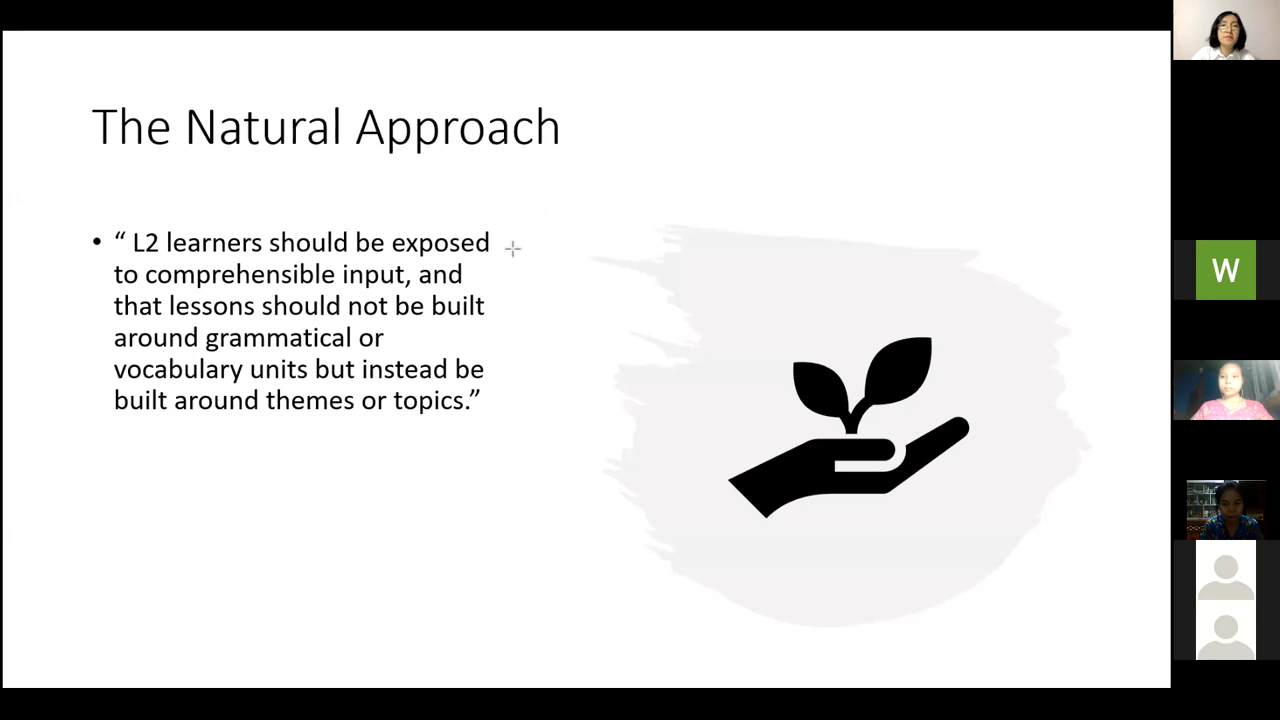 The Natural Approach
• “ L2 learners should be exposed
to comprehensible input, and
that lessons should not be built
around grammatical or
vocabulary units but instead be
built around themes or topics.”
W